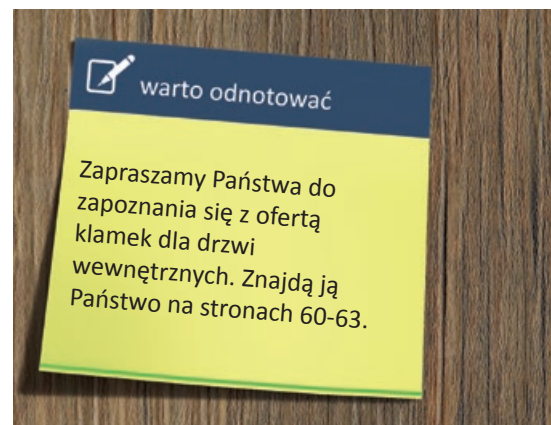 warto odnotować
Zapraszamy Państwa do
zapoznania się z ofertą
klamek dla drzwi
wewnętrznych. Znajdą ją
Państwo na stronach 60-63.